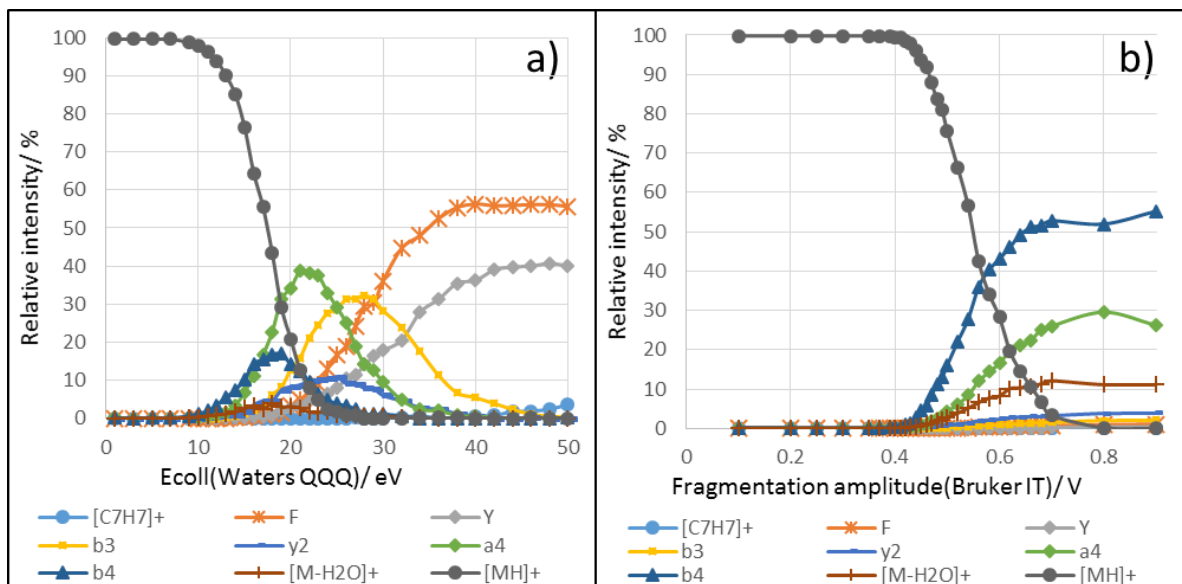 a)
Relative intensity/ %
100
90
80
70
60
50
40
30
20
10
0
0 10 20 30 40 50
Ecoll(Waters QQQ)/ eV
[C7H7]+ F Y
b3 y2 a4
b4 [M-H2O]+ [MH]+
b)
Relative intensity/ %
100
90
80
70
60
50
40
30
20
10
0
0 0.2 0.4 0.6 0.8
Fragmentation amplitude(Bruker IT)/ V
[C7H7]+ F Y
b3 y2 a4
b4 [M-H2O]+ [MH]+